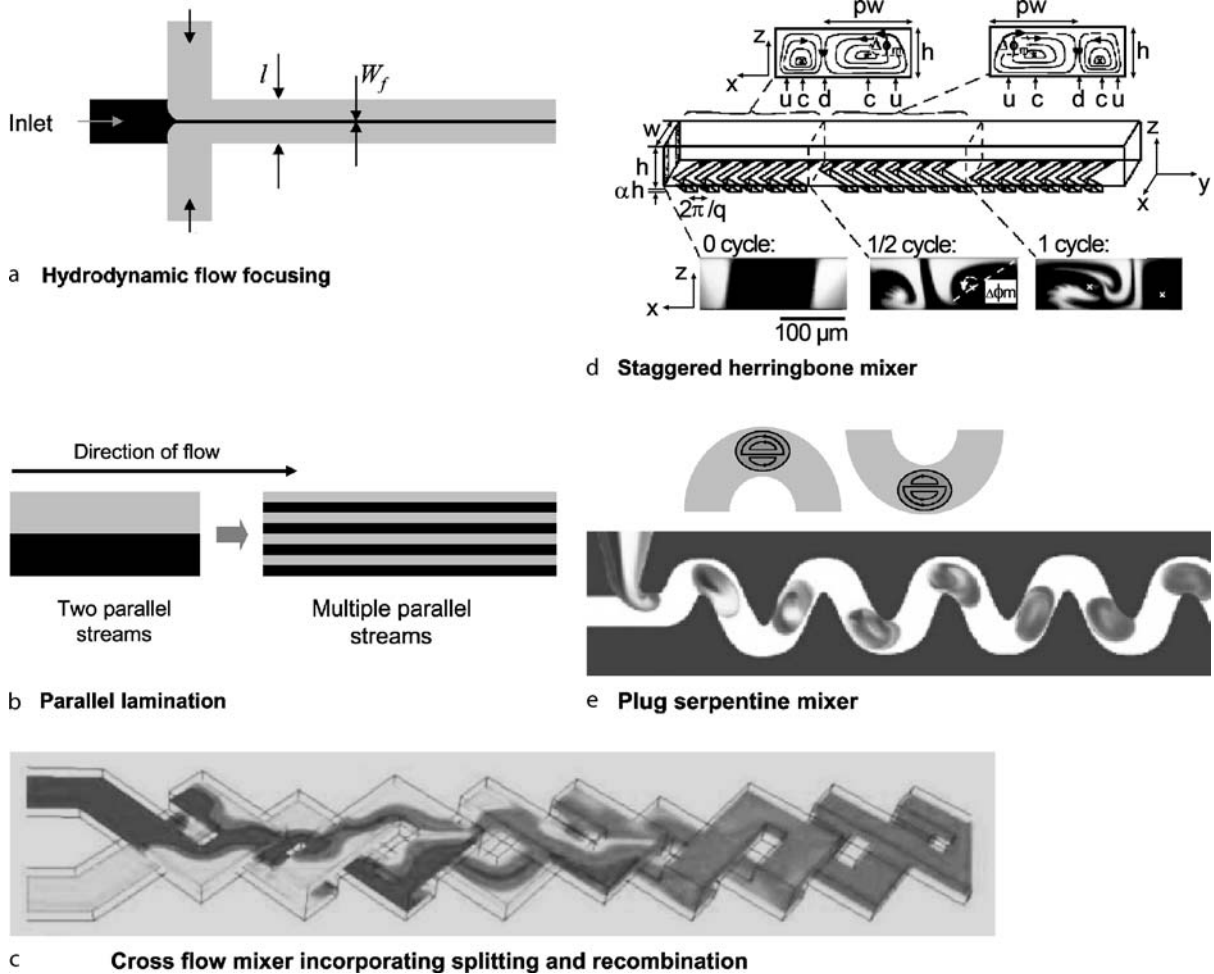 Inlet
l
W_f
a Hydrodynamic flow focusing
pw pw
z h z h
Δ m Δ m
x
u c d c u u c d c u
w
h
αh
2π/q
z
y
x
0 cycle: 1/2 cycle: 1 cycle:
z
x
Δϕm
100 µm
d Staggered herringbone mixer
Direction of flow
Two parallel
streams
Multiple parallel
streams
b Parallel lamination
e Plug serpentine mixer
c Cross flow mixer incorporating splitting and recombination